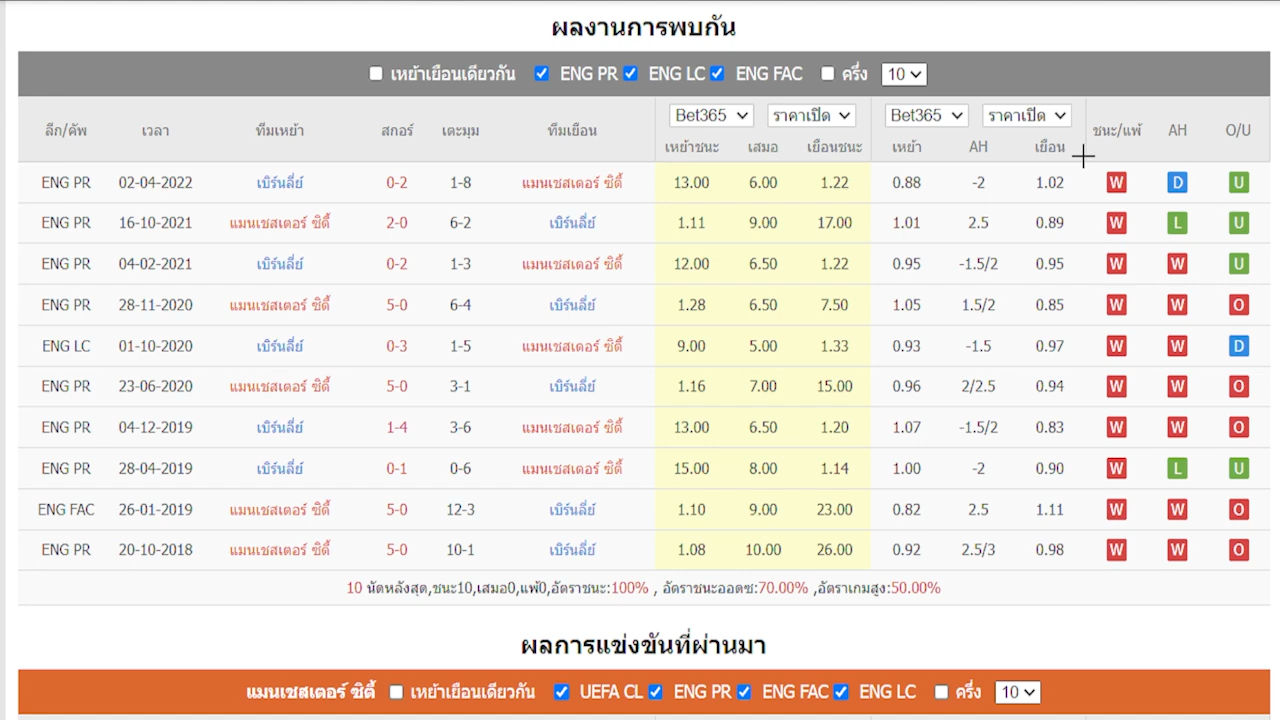 ผลงานการพบกัน
เหย้าเยือนเดียวกัน ENG PR ENG LC ENG FAC ครึ่ง 10
Bet365 ราคาเปิด Bet365 ราคาเปิด
ลีก/คัพ เวลา ทีมเหย้า สกอร์ เตะมุม ทีมเยือน เหย้าชนะ เสมอ เยือนชนะ เหย้า AH เยือน ชนะ/แพ้ AH O/U
ENG PR 02-04-2022 เบิร์นลี่ย์ 0-2 1-8 แมนเชสเตอร์ ซิตี้ 13.00 6.00 1.22 0.88 -2 1.02 W D U
ENG PR 16-10-2021 แมนเชสเตอร์ ซิตี้ 2-0 6-2 เบิร์นลี่ย์ 1.11 9.00 17.00 1.01 2.5 0.89 W L U
ENG PR 04-02-2021 เบิร์นลี่ย์ 0-2 1-3 แมนเชสเตอร์ ซิตี้ 12.00 6.50 1.22 0.95 -1.5/2 0.95 W W U
ENG PR 28-11-2020 แมนเชสเตอร์ ซิตี้ 5-0 6-4 เบิร์นลี่ย์ 1.28 6.50 7.50 1.05 1.5/2 0.85 W W O
ENG LC 01-10-2020 เบิร์นลี่ย์ 0-3 1-5 แมนเชสเตอร์ ซิตี้ 9.00 5.00 1.33 0.93 -1.5 0.97 W W D
ENG PR 23-06-2020 แมนเชสเตอร์ ซิตี้ 5-0 3-1 เบิร์นลี่ย์ 1.16 7.00 15.00 0.96 2/2.5 0.94 W W O
ENG PR 04-12-2019 เบิร์นลี่ย์ 1-4 3-6 แมนเชสเตอร์ ซิตี้ 13.00 6.50 1.20 1.07 -1.5/2 0.83 W W O
ENG PR 28-04-2019 เบิร์นลี่ย์ 0-1 0-6 แมนเชสเตอร์ ซิตี้ 15.00 8.00 1.14 1.00 -2 0.90 W L U
ENG FAC 26-01-2019 แมนเชสเตอร์ ซิตี้ 5-0 12-3 เบิร์นลี่ย์ 1.10 9.00 23.00 0.82 2.5 1.11 W W O
ENG PR 20-10-2018 แมนเชสเตอร์ ซิตี้ 5-0 10-1 เบิร์นลี่ย์ 1.08 10.00 26.00 0.92 2.5/3 0.98 W W O
10 นัดหลังสุด,ชนะ10,เสมอ0,แพ้0,อัตราชนะ:100% , อัตราชนะออดซ:70.00% ,อัตราเกมสูง:50.00%
ผลการแข่งขันที่ผ่านมา
แมนเชสเตอร์ ซิตี้ เหย้าเยือนเดียวกัน UEFA CL ENG PR ENG FAC ENG LC ครึ่ง 10